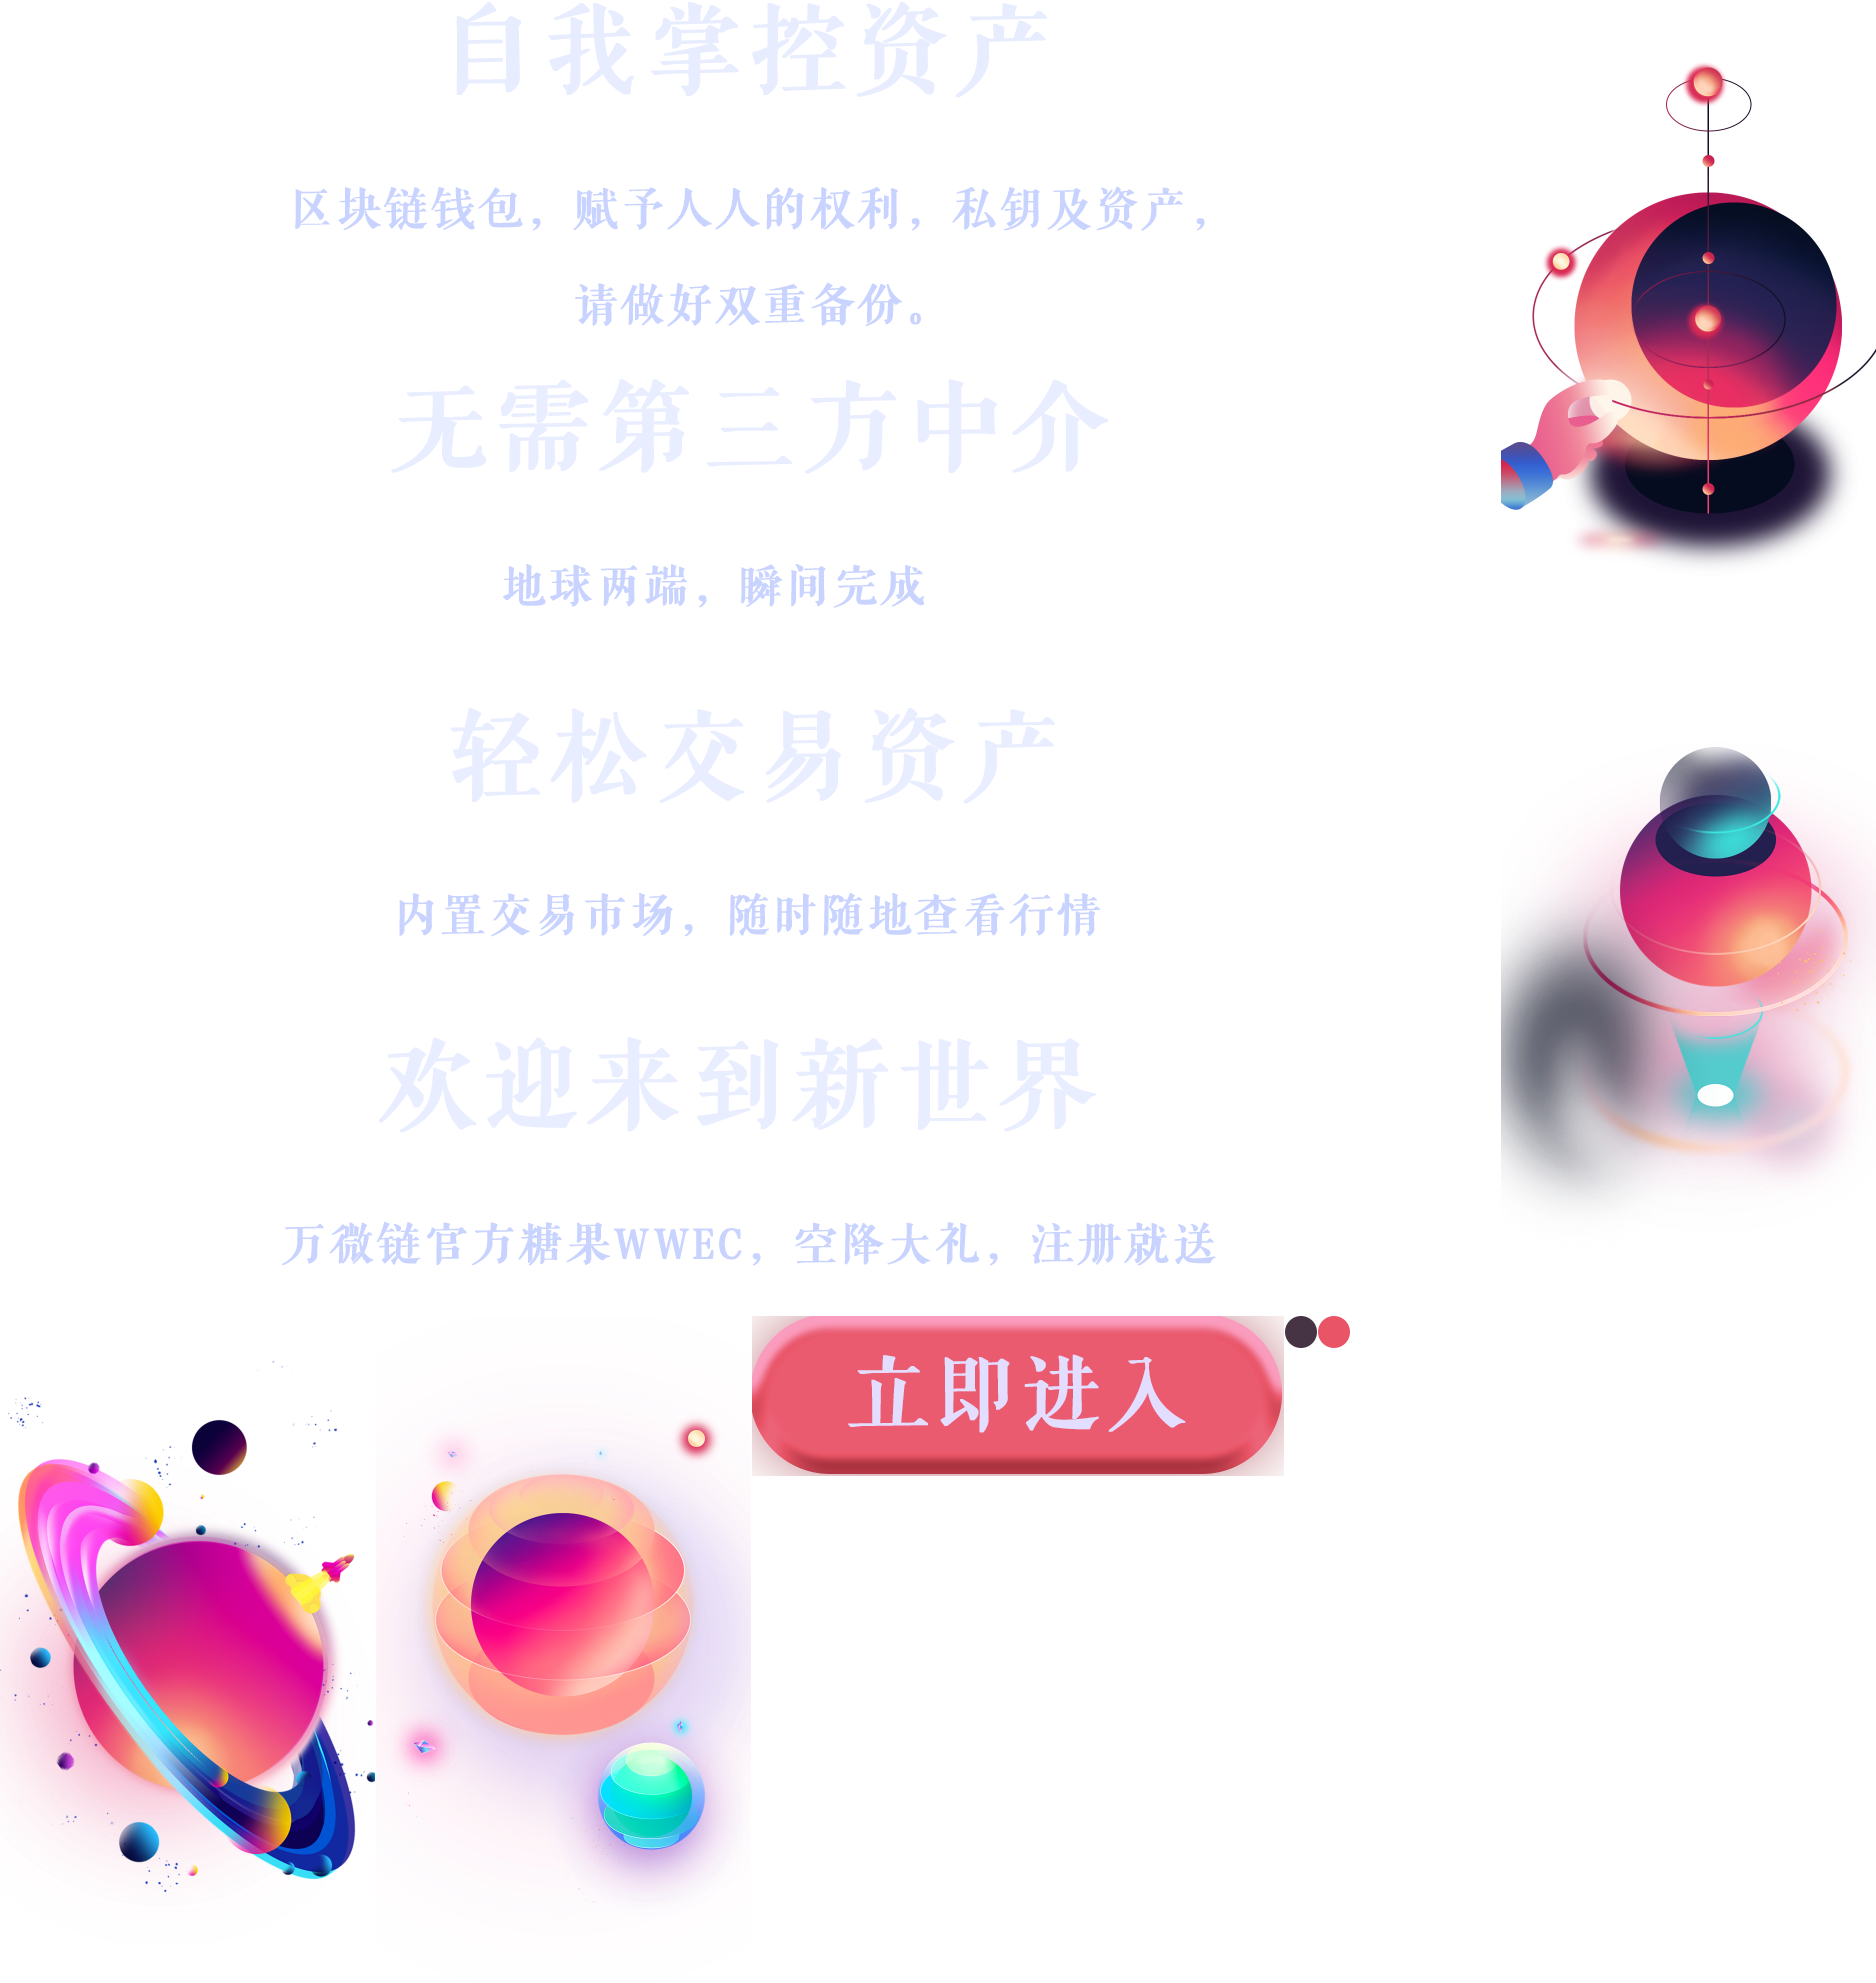 自我掌控资产
区块链钱包，赋予人人的权利，私钥及资产，
请做好双重备份。
无需第三方中介
地球两端，瞬间完成
轻松交易资产
内置交易市场，随时随地查看行情
欢迎来到新世界
万微链官方糖果WWEC，空降大札，注册就送
立即进入